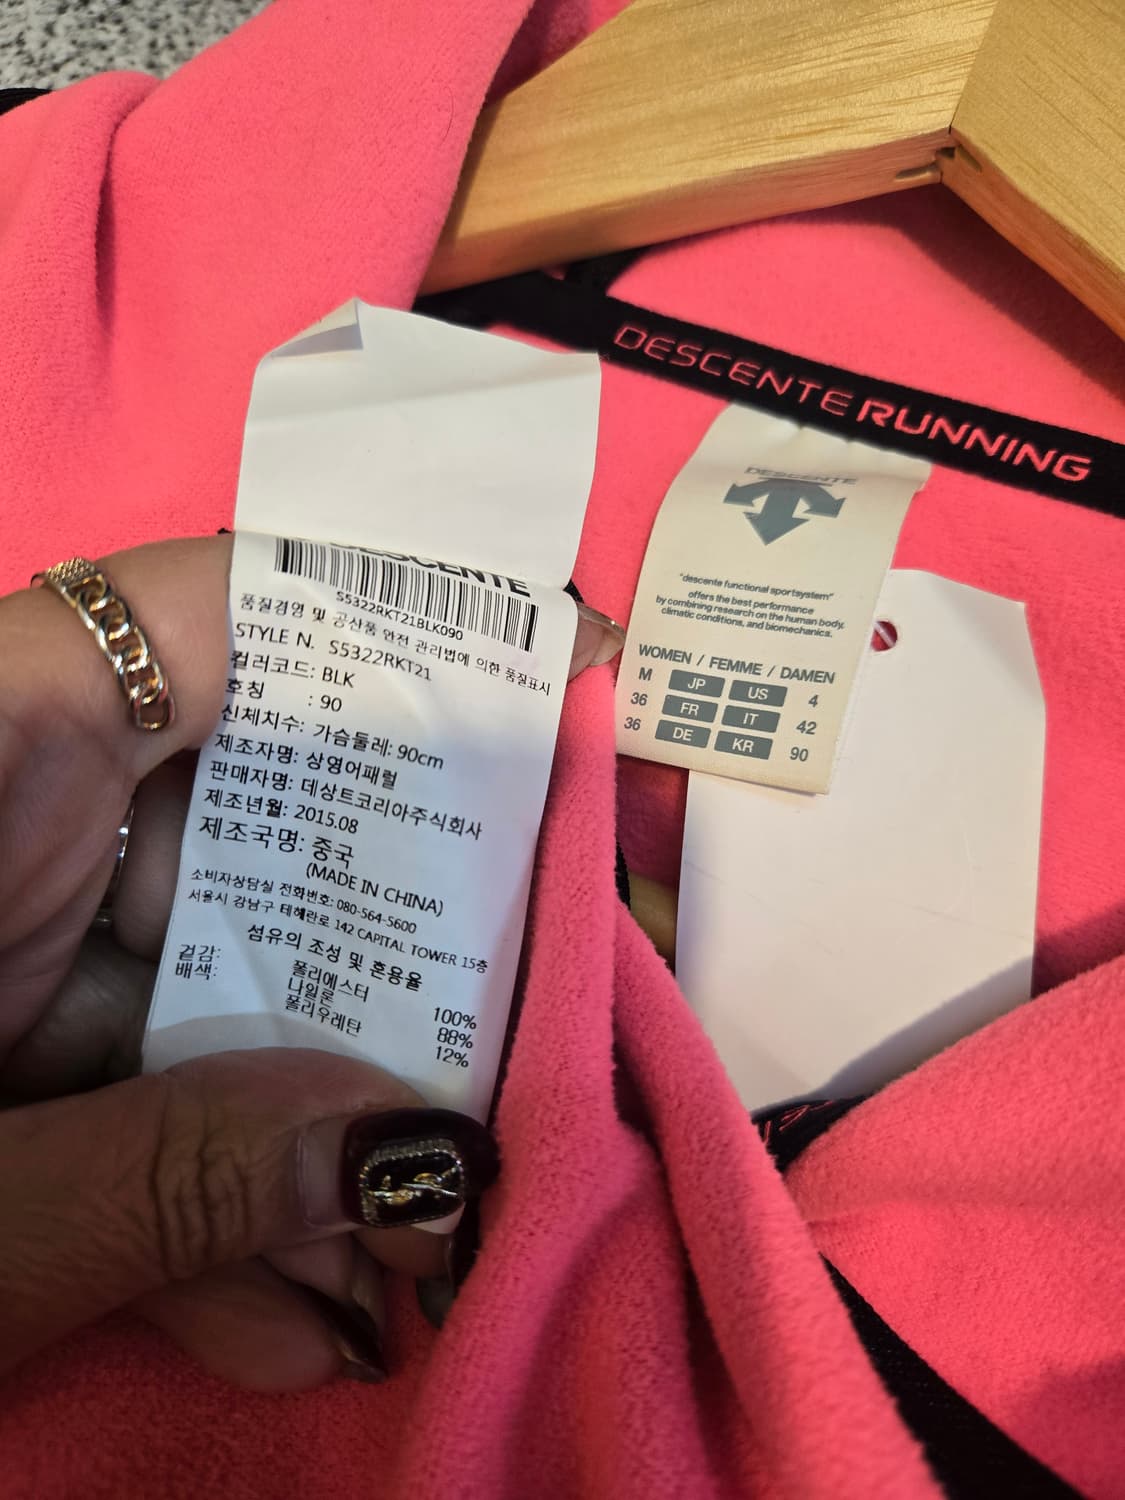 DESCENTE RUNNING
DESCENTE
S5322RKT21BLK090
품질경영 및 공산품 안전 관리법에 의한 품질표시
STYLE N. S5322RKT21
컬러코드: BLK
호칭 : 90
신체치수: 가슴둘레: 90cm
제조자명: 상영어패럴
판매자명: 데상트코리아주식회사
제조년월: 2015.08
제조국명: 중국
(MADE IN CHINA)
소비자상담실 전화번호: 080-564-5600
서울시 강남구 테헤란로 142 CAPITAL TOWER 15층
섬유의 조성 및 혼용율
겉감: 폴리에스터 100%
배색: 나일론 88%
폴리우레탄 12%
DESCENTE
"descente functional sportsystem"
offers the best performance
by combining research on the human body,
climatic conditions, and biomechanics.
WOMEN / FEMME / DAMEN
M JP US 4
36 FR IT 42
36 DE KR 90